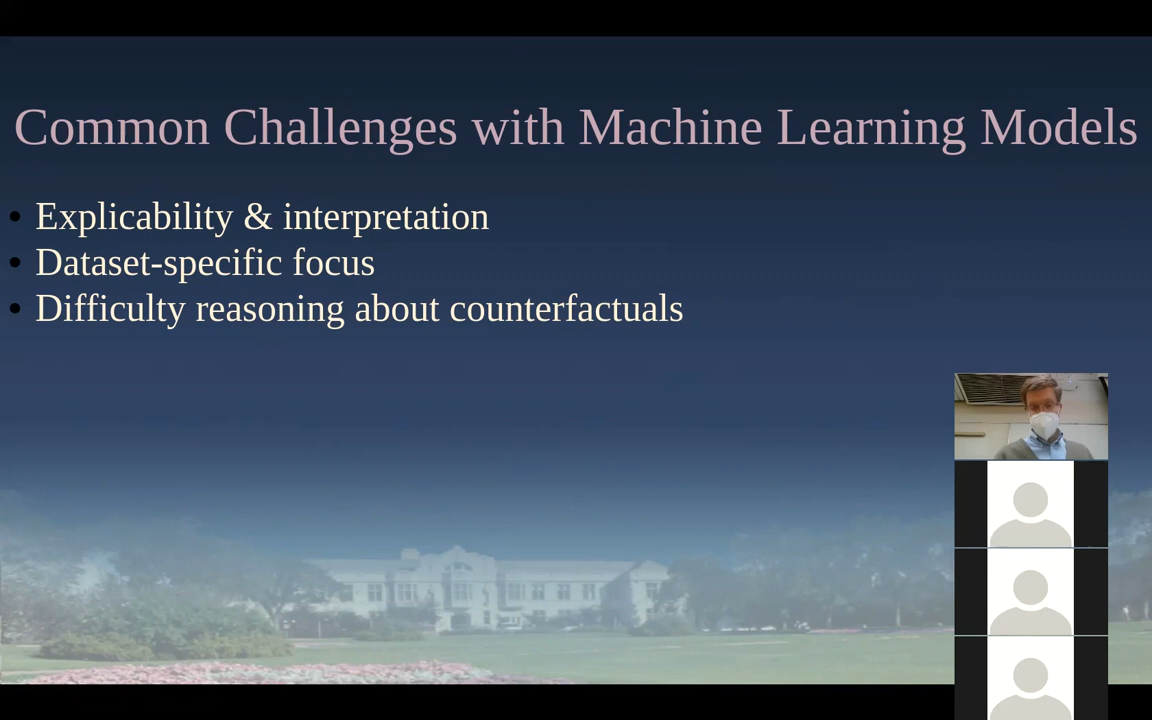 Common Challenges with Machine Learning Models
• Explicability & interpretation
• Dataset-specific focus
• Difficulty reasoning about counterfactuals